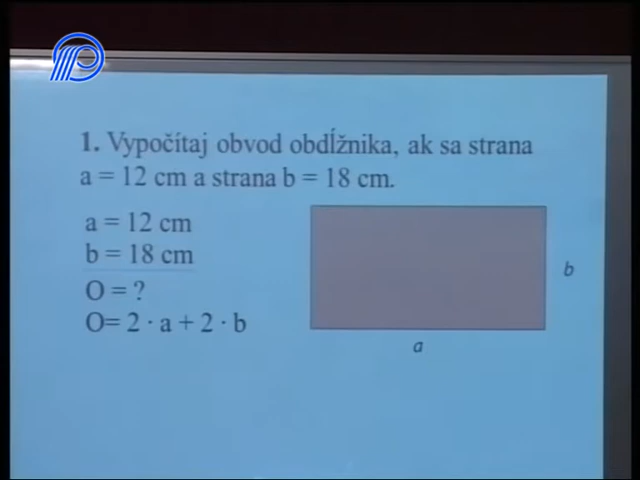 1. Vypočítaj obvod obdĺžnika, ak sa strana
a = 12 cm a strana b = 18 cm.
a = 12 cm
b = 18 cm
O = ?
O= 2 · a + 2 · b
b
a